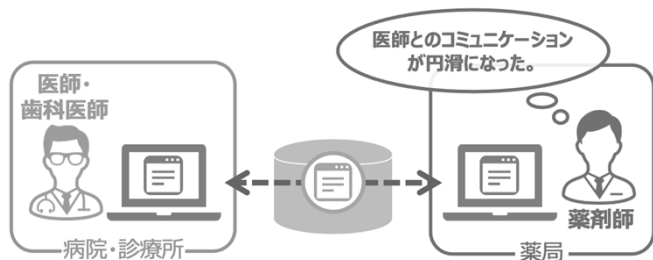 医師とのコミュニケーション
が円滑になった。
医師・
歯科医師
薬剤師
病院・診療所
薬局